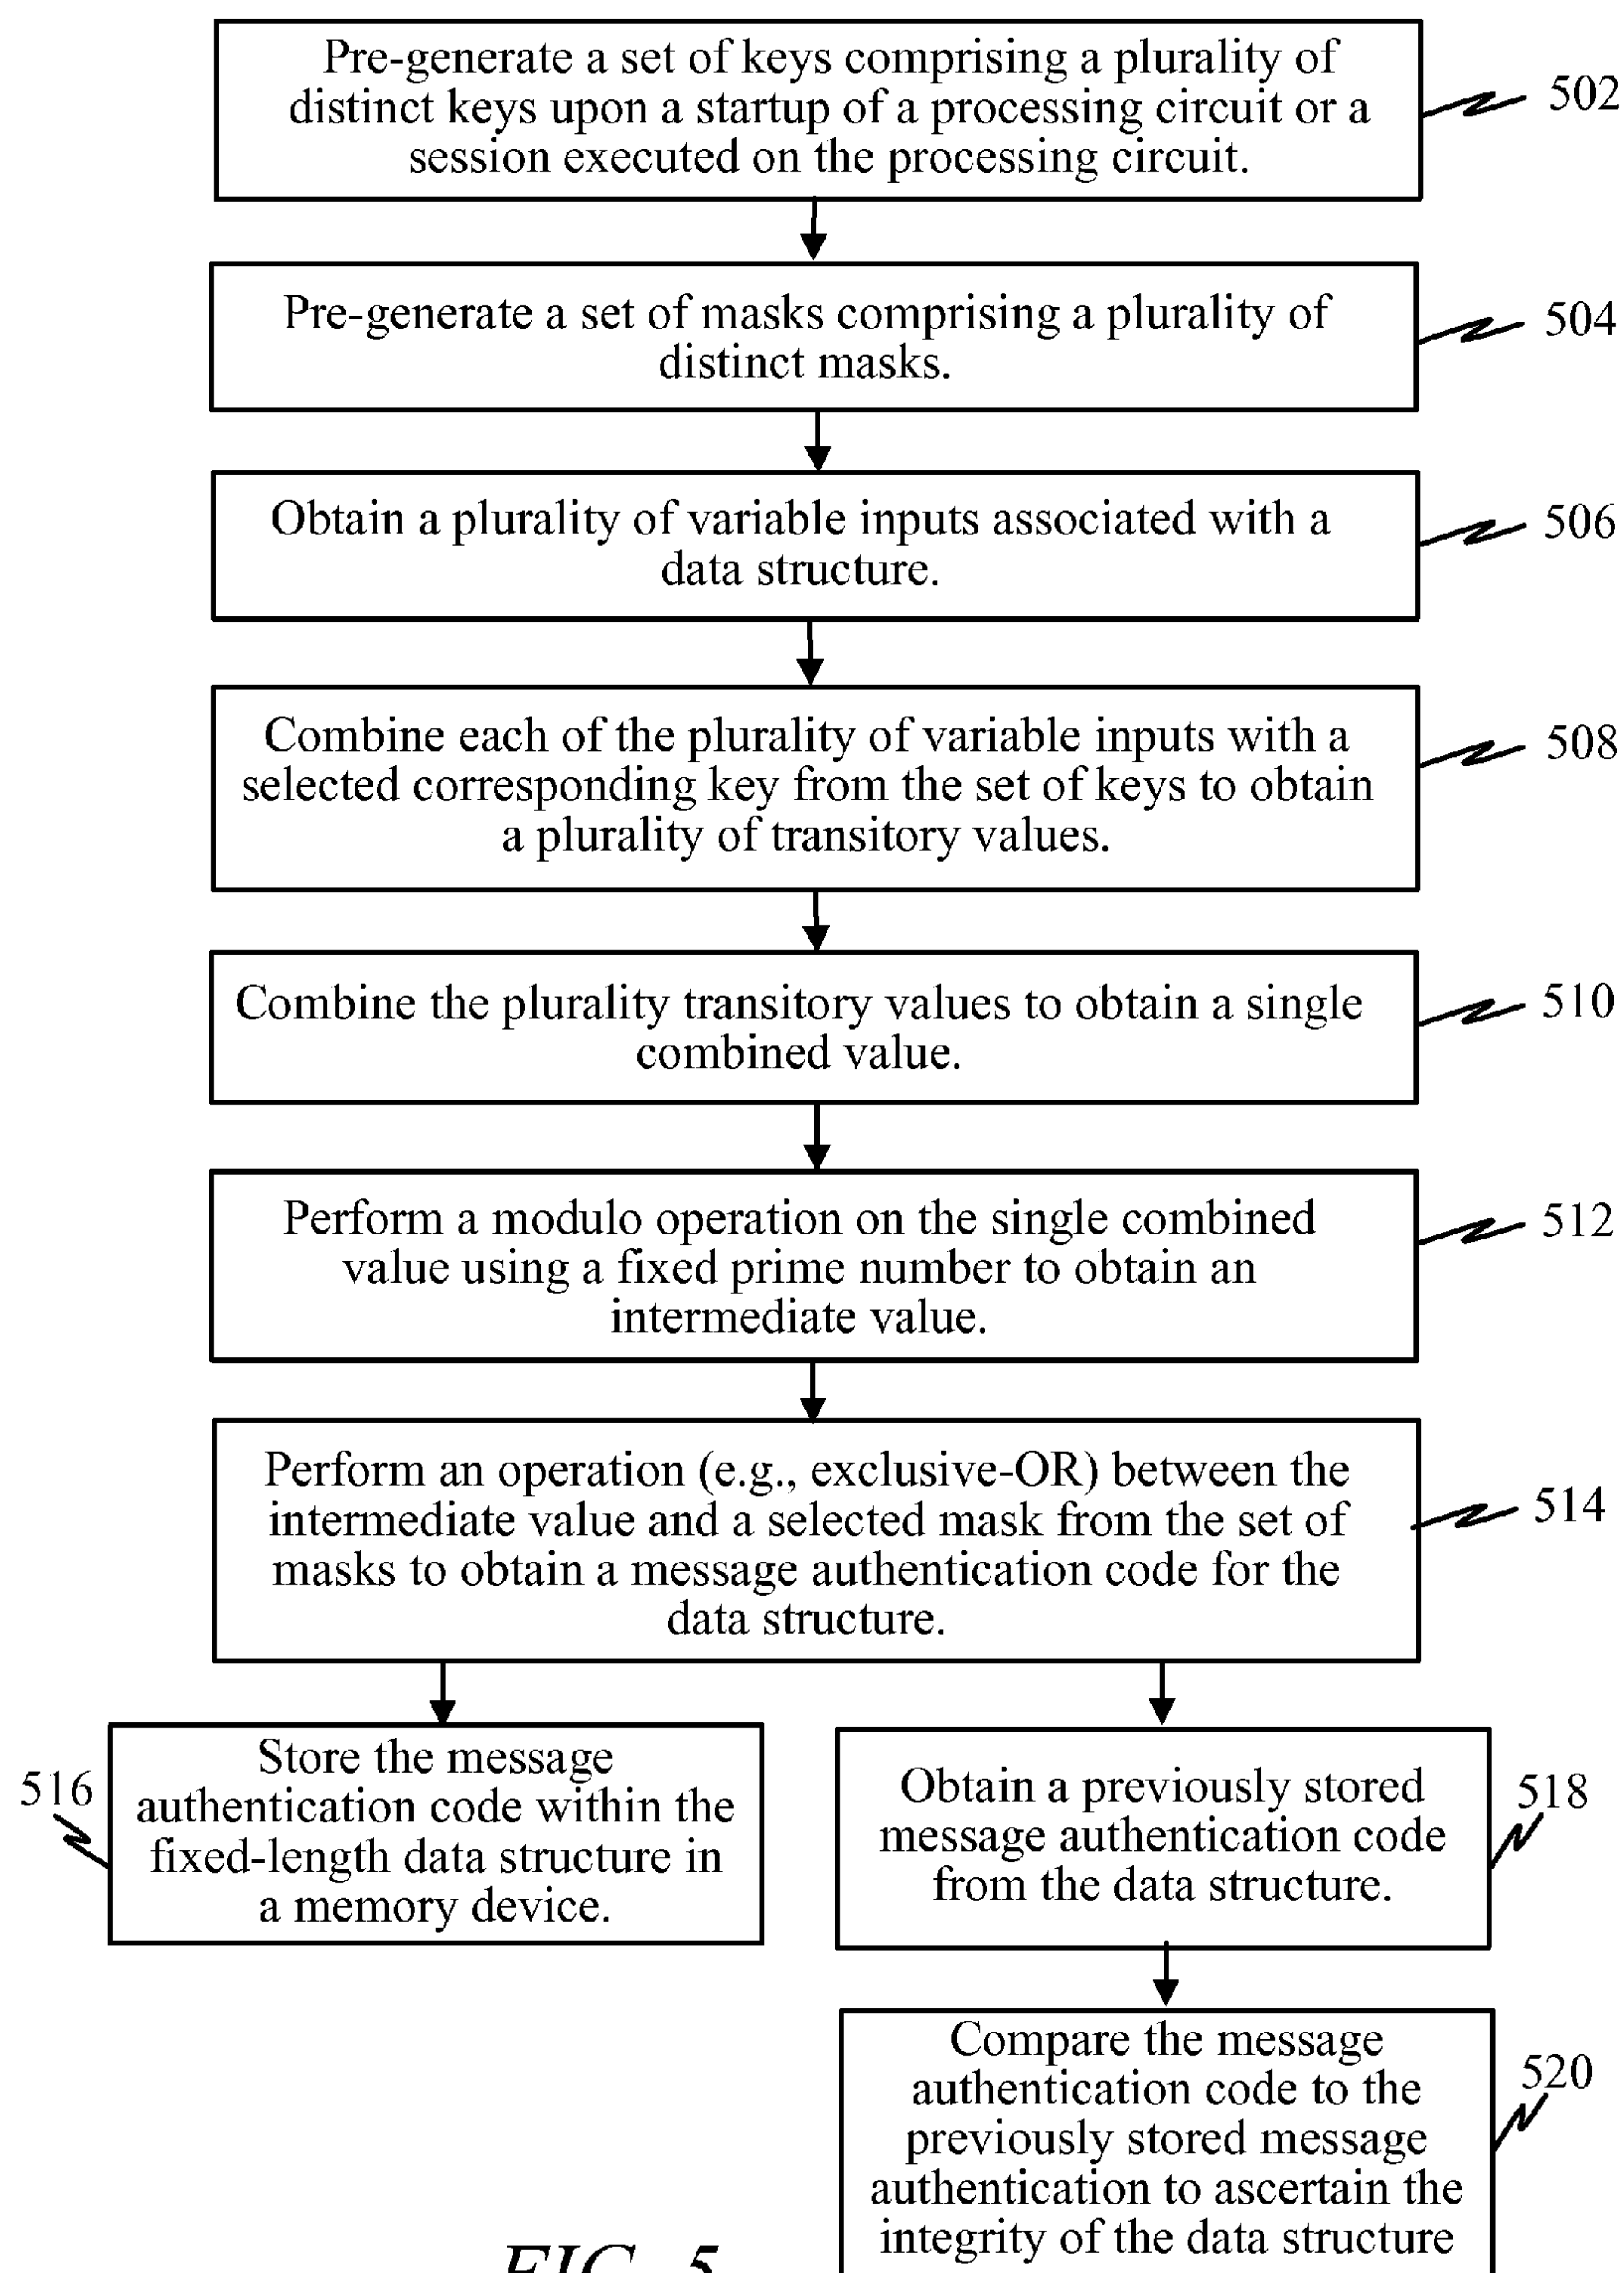 Pre-generate a set of keys comprising a plurality of
distinct keys upon a startup of a processing circuit or a
session executed on the processing circuit.
502
Pre-generate a set of masks comprising a plurality of
distinct masks.
504
Obtain a plurality of variable inputs associated with a
data structure.
506
Combine each of the plurality of variable inputs with a
selected corresponding key from the set of keys to obtain
a plurality of transitory values.
508
Combine the plurality transitory values to obtain a single
combined value.
510
Perform a modulo operation on the single combined
value using a fixed prime number to obtain an
intermediate value.
512
Perform an operation (e.g., exclusive-OR) between the
intermediate value and a selected mask from the set of
masks to obtain a message authentication code for the
data structure.
514
516
Store the message
authentication code within the
fixed-length data structure in
a memory device.
Obtain a previously stored
message authentication code
from the data structure.
518
Compare the message
authentication code to the
previously stored message
authentication to ascertain the
integrity of the data structure
520
FIG. 5